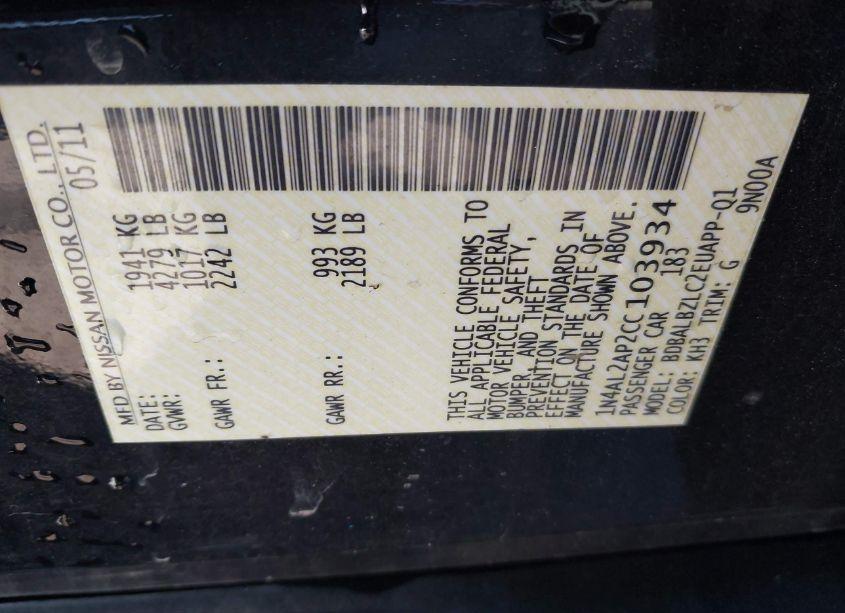 MFD BY NISSAN MOTOR CO., LTD.
DATE: 05/11
GVWR: 1941 KG
4279 LB
GAWR FR.: 1017 KG
2242 LB
GAWR RR.: 993 KG
2189 LB
THIS VEHICLE CONFORMS TO
ALL APPLICABLE FEDERAL
MOTOR VEHICLE SAFETY,
BUMPER, AND THEFT
PREVENTION STANDARDS IN
EFFECT ON THE DATE OF
MANUFACTURE SHOWN ABOVE.
1N4AL2AP2CC103934
PASSENGER CAR 183
MODEL: BDBALBZLC2EUAPP-Q1
COLOR: KH3 TRIM: G 9N00A